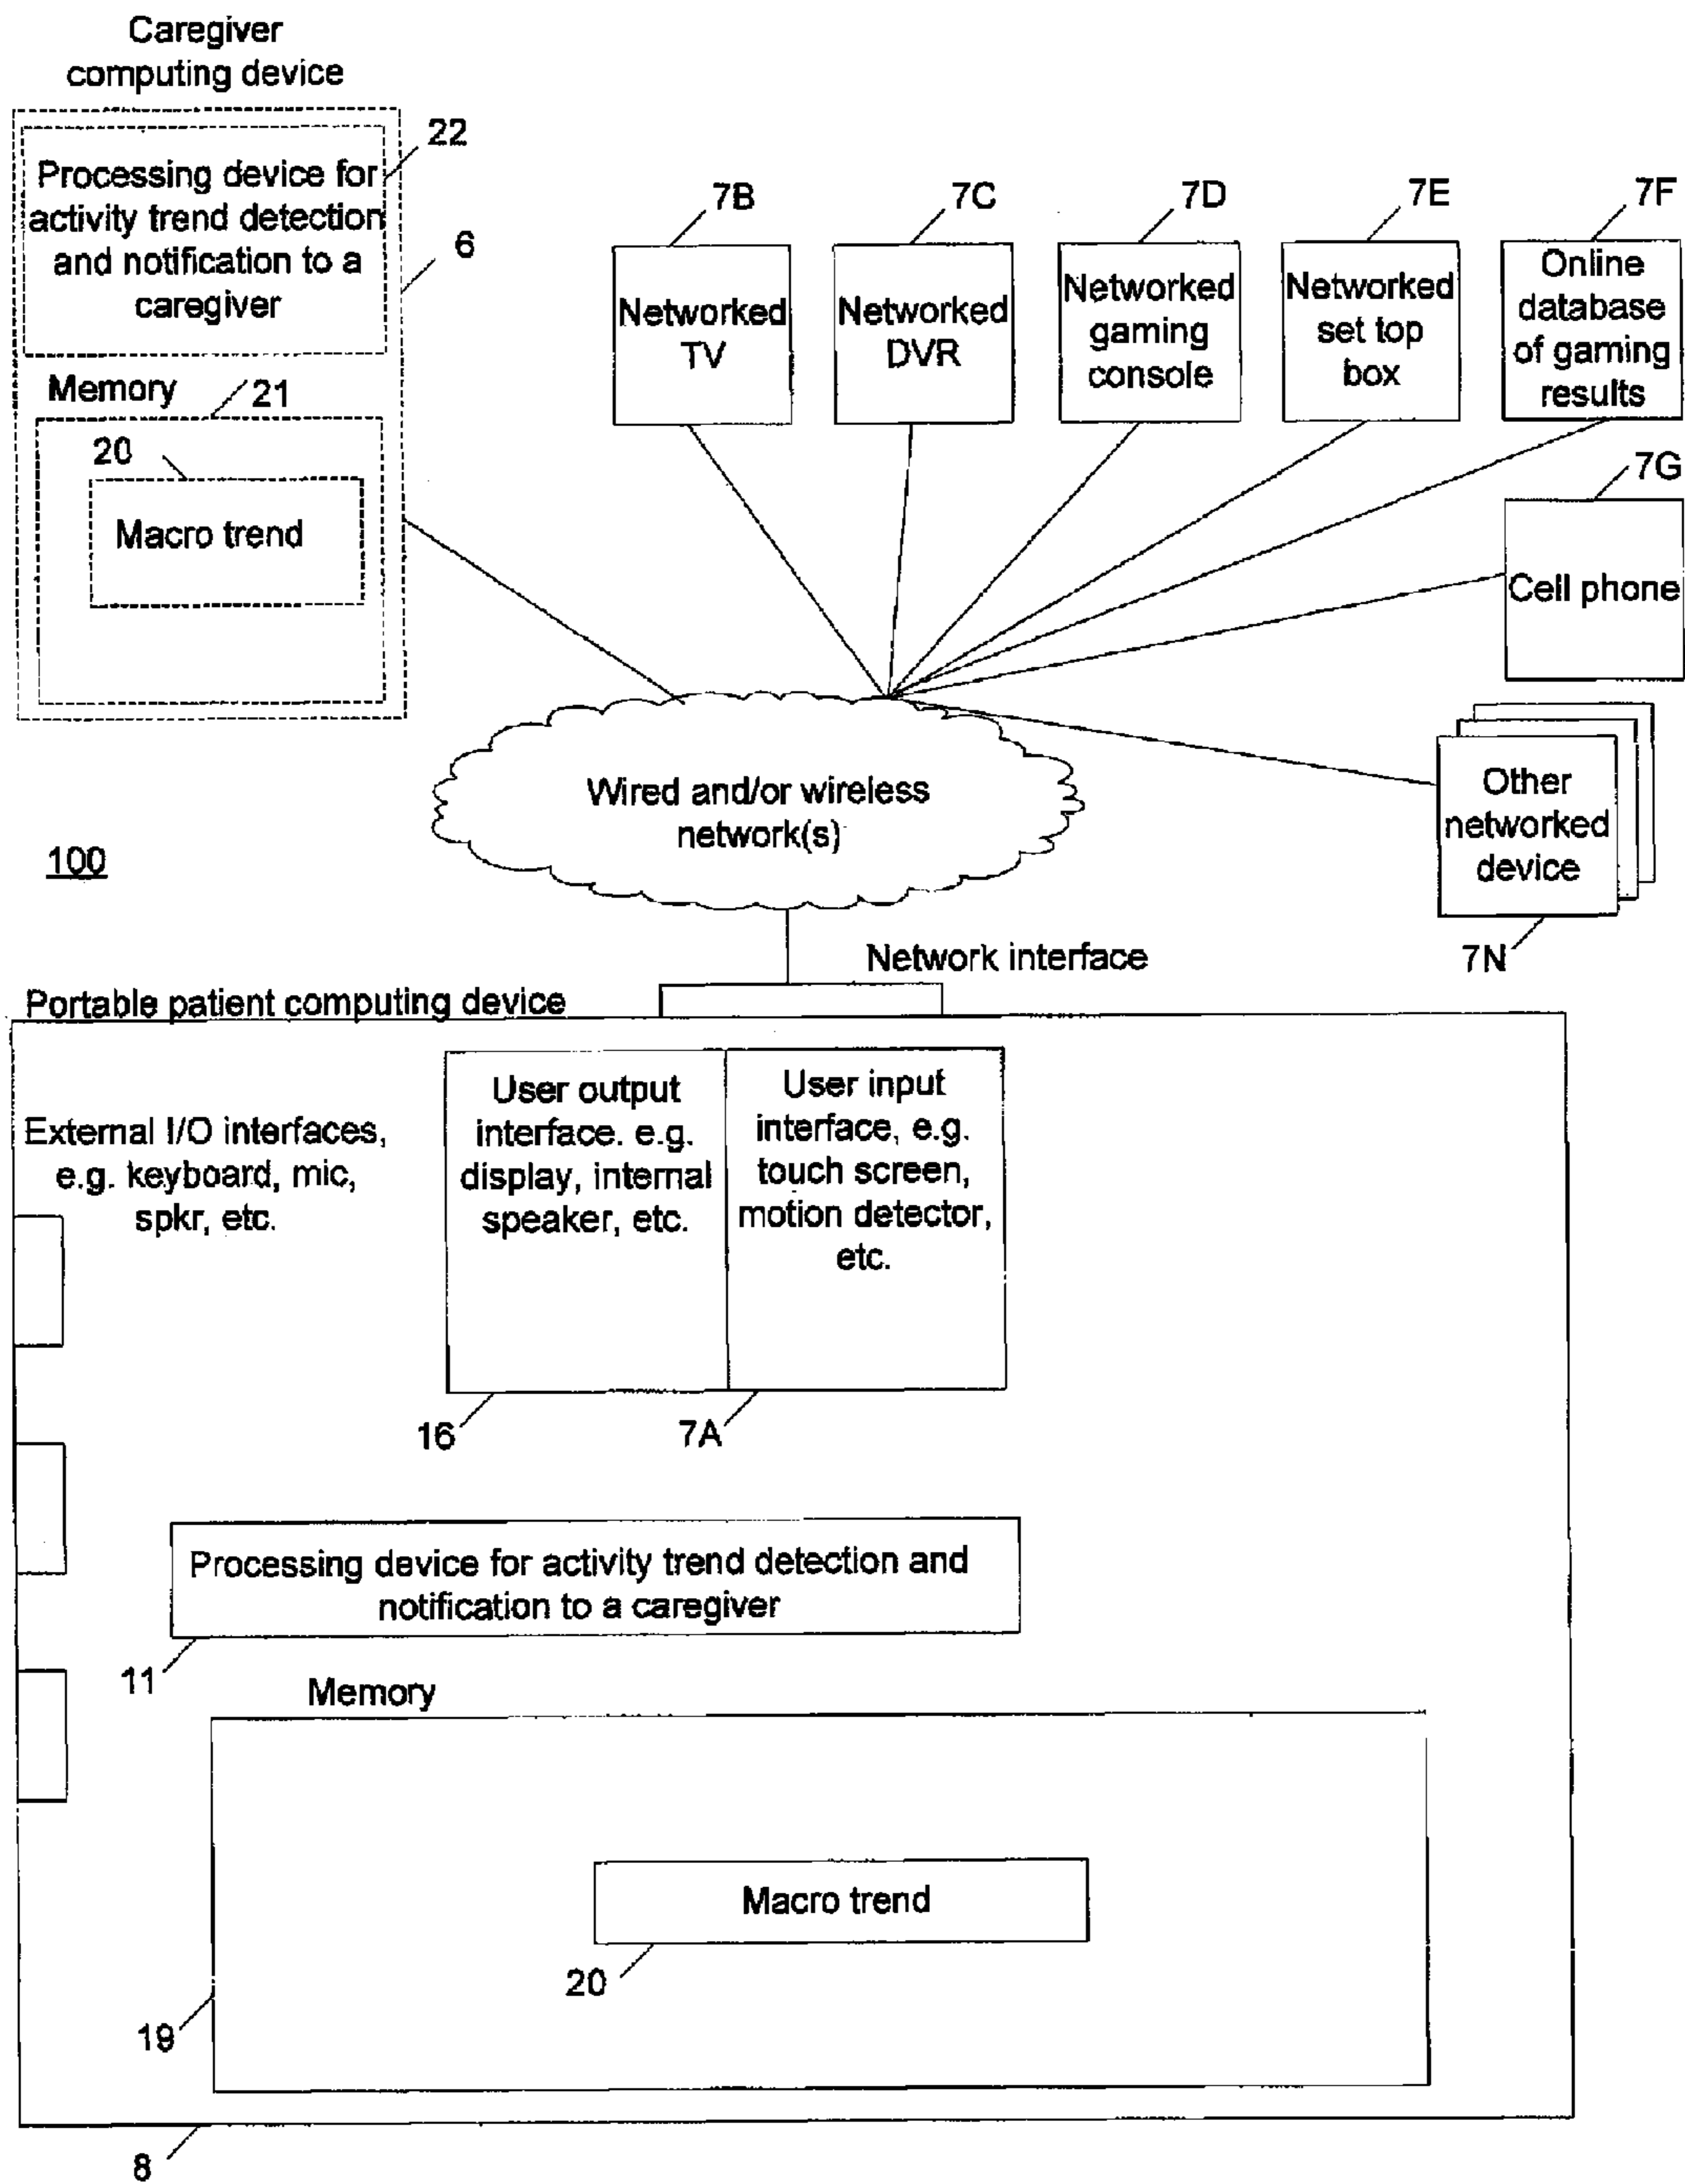 Caregiver
computing device
22
Processing device for
activity trend detection
and notification to a
caregiver
6
Memory
21
20
Macro trend
7B
Networked
TV
7C
Networked
DVR
7D
Networked
gaming
console
7E
Networked
set top
box
7F
Online
database
of gaming
results
7G
Cell phone
Other
networked
device
7N
Wired and/or wireless
network(s)
100
Network interface
Portable patient computing device
External I/O interfaces,
e.g. keyboard, mic,
spkr, etc.
User output
interface. e.g.
display, internal
speaker, etc.
User input
interface, e.g.
touch screen,
motion detector,
etc.
16
7A
Processing device for activity trend detection and
notification to a caregiver
11
Memory
Macro trend
20
19
8